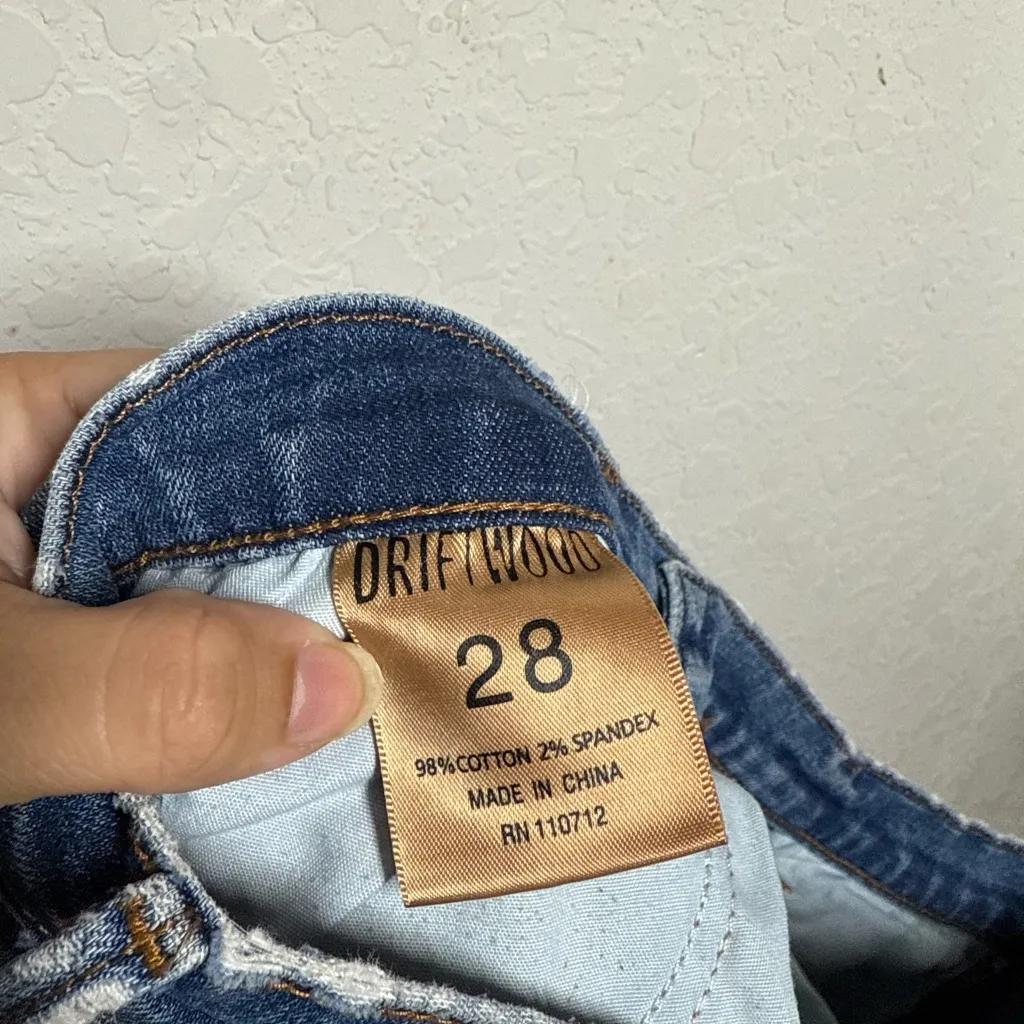 DRIFTWOOD
28
98% COTTON 2% SPANDEX
MADE IN CHINA
RN 110712